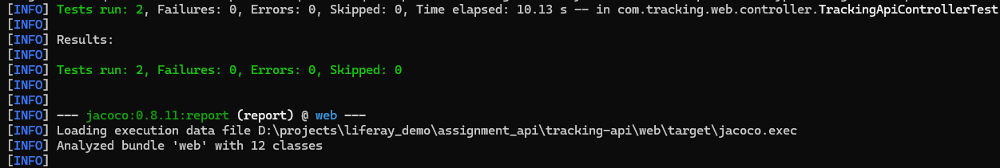 [INFO] Tests run: 2, Failures: 0, Errors: 0, Skipped: 0, Time elapsed: 10.13 s -- in com.tracking.web.controller.TrackingApiControllerTest
[INFO]
[INFO] Results:
[INFO]
[INFO] Tests run: 2, Failures: 0, Errors: 0, Skipped: 0
[INFO]
[INFO]
[INFO] --- jacoco:0.8.11:report (report) @ web ---
[INFO] Loading execution data file D:\projects\liferay_demo\assignment_api\tracking-api\web\target\jacoco.exec
[INFO] Analyzed bundle 'web' with 12 classes
[INFO]